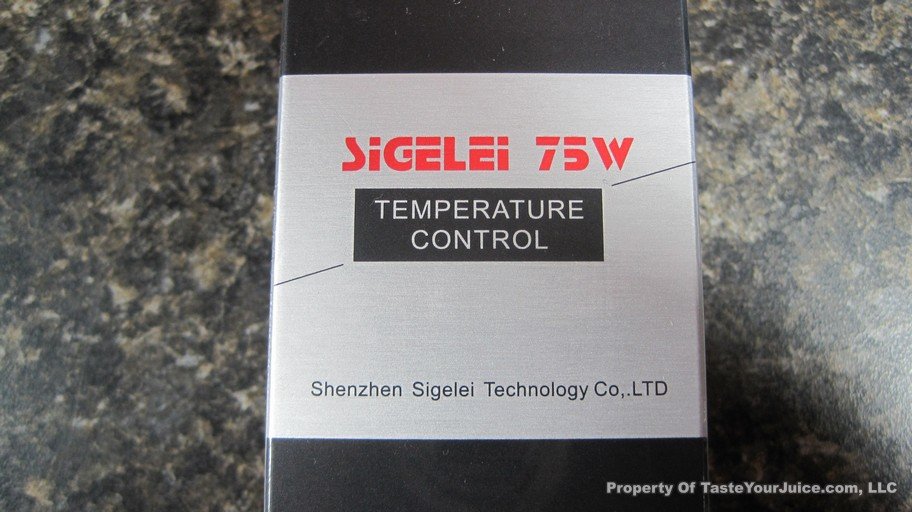 SiGELEi 75W
TEMPERATURE
CONTROL
Shenzhen Sigelei Technology Co,.LTD
Property Of TasteYourJuice.com, LLC